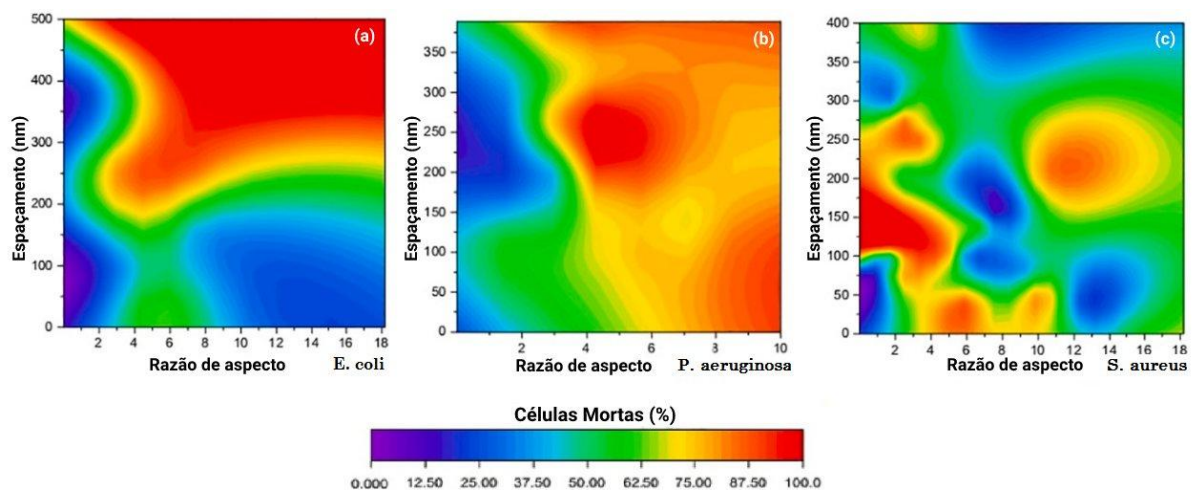 (a)
Espaçamento (nm)
500
400
300
200
100
0
2 4 6 8 10 12 14 16 18
Razão de aspecto
E. coli
(b)
Espaçamento (nm)
350
300
250
200
150
100
50
0
2 4 6 8 10
Razão de aspecto
P. aeruginosa
(c)
Espaçamento (nm)
400
350
300
250
200
150
100
50
0
2 4 6 8 10 12 14 16 18
Razão de aspecto
S. aureus
Células Mortas (%)
0.000 12.50 25.00 37.50 50.00 62.50 75.00 87.50 100.0